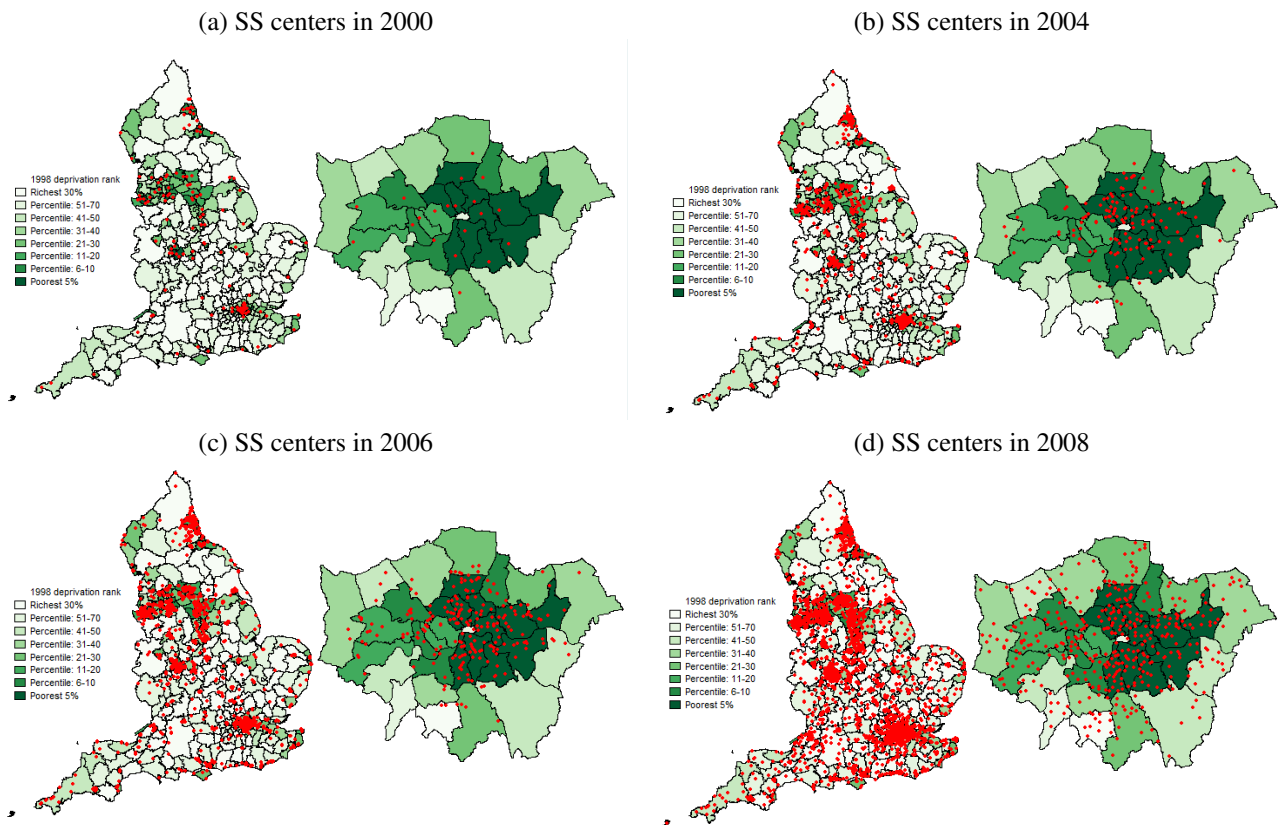 (a) SS centers in 2000
1998 deprivation rank
Richest 30%
Percentile: 51-70
Percentile: 41-50
Percentile: 31-40
Percentile: 21-30
Percentile: 11-20
Percentile: 6-10
Poorest 5%
(b) SS centers in 2004
1998 deprivation rank
Richest 30%
Percentile: 51-70
Percentile: 41-50
Percentile: 31-40
Percentile: 21-30
Percentile: 11-20
Percentile: 6-10
Poorest 5%
(c) SS centers in 2006
1998 deprivation rank
Richest 30%
Percentile: 51-70
Percentile: 41-50
Percentile: 31-40
Percentile: 21-30
Percentile: 11-20
Percentile: 6-10
Poorest 5%
(d) SS centers in 2008
1998 deprivation rank
Richest 30%
Percentile: 51-70
Percentile: 41-50
Percentile: 31-40
Percentile: 21-30
Percentile: 11-20
Percentile: 6-10
Poorest 5%